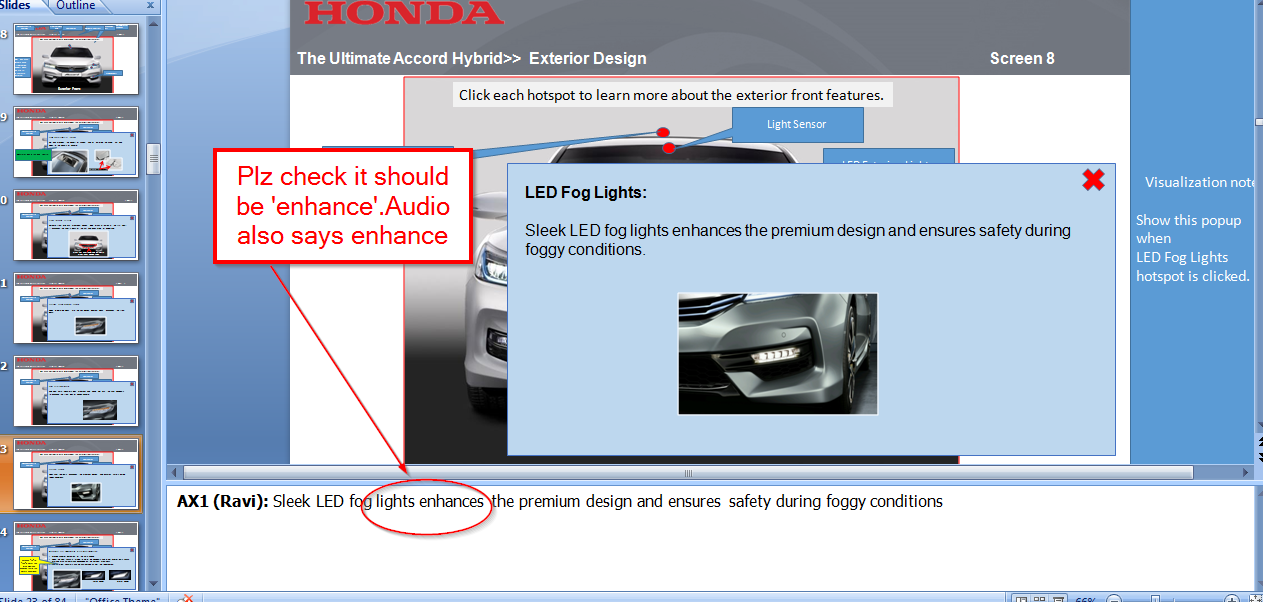 Slides Outline x
HONDA
The Ultimate Accord Hybrid>> Exterior Design Screen 8
Click each hotspot to learn more about the exterior front features.
Light Sensor
Plz check it should
be 'enhance'.Audio
also says enhance
LED Fog Lights:
Sleek LED fog lights enhances the premium design and ensures safety during
foggy conditions.
Visualization note
Show this popup
when
LED Fog Lights
hotspot is clicked.
AX1 (Ravi): Sleek LED fog lights enhances the premium design and ensures safety during foggy conditions
8
9
0
1
2
3
4
Slide 23 of 84 "Office Theme" 66%